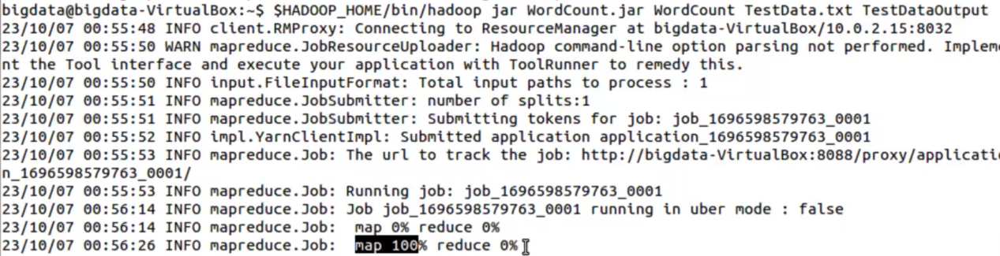 bigdata@bigdata-VirtualBox:~$ $HADOOP_HOME/bin/hadoop jar WordCount.jar WordCount TestData.txt TestDataOutput
23/10/07 00:55:48 INFO client.RMProxy: Connecting to ResourceManager at bigdata-VirtualBox/10.0.2.15:8032
23/10/07 00:55:50 WARN mapreduce.JobResourceUploader: Hadoop command-line option parsing not performed. Impleme
nt the Tool interface and execute your application with ToolRunner to remedy this.
23/10/07 00:55:50 INFO input.FileInputFormat: Total input paths to process : 1
23/10/07 00:55:51 INFO mapreduce.JobSubmitter: number of splits:1
23/10/07 00:55:51 INFO mapreduce.JobSubmitter: Submitting tokens for job: job_1696598579763_0001
23/10/07 00:55:52 INFO impl.YarnClientImpl: Submitted application application_1696598579763_0001
23/10/07 00:55:53 INFO mapreduce.Job: The url to track the job: http://bigdata-VirtualBox:8088/proxy/applicatio
n_1696598579763_0001/
23/10/07 00:55:53 INFO mapreduce.Job: Running job: job_1696598579763_0001
23/10/07 00:56:14 INFO mapreduce.Job: Job job_1696598579763_0001 running in uber mode : false
23/10/07 00:56:14 INFO mapreduce.Job:  map 0% reduce 0%
23/10/07 00:56:26 INFO mapreduce.Job:  map 100% reduce 0%